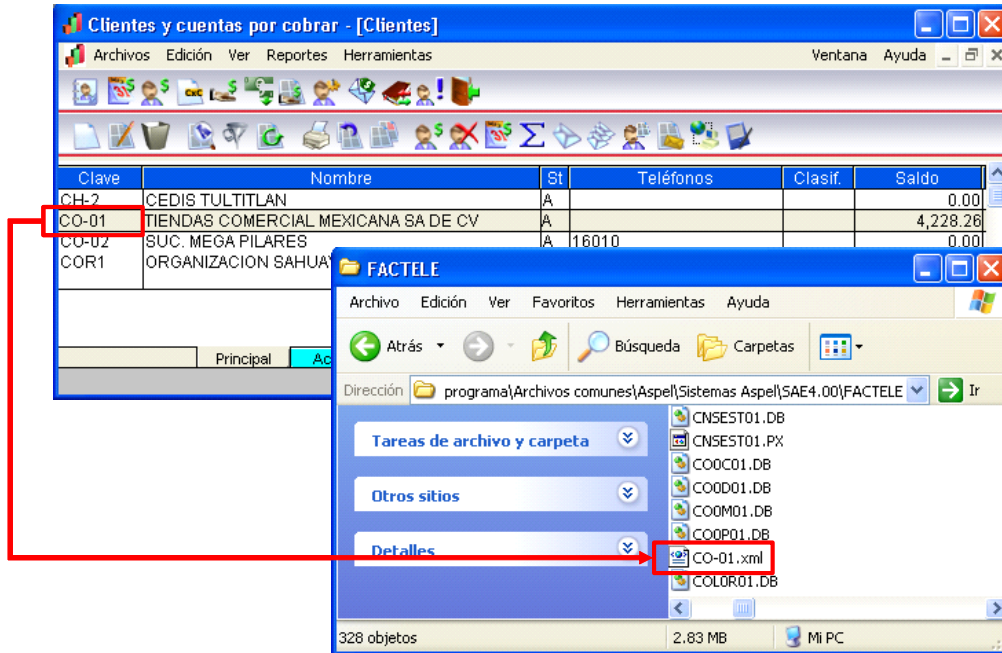 Clientes y cuentas por cobrar - [Clientes]
Archivos Edición Ver Reportes Herramientas Ventana Ayuda
Clave Nombre St Teléfonos Clasif. Saldo
CH-2 CEDIS TULTITLAN A 0.00
CO-01 TIENDAS COMERCIAL MEXICANA SA DE CV A 4,228.26
CO-02 SUC. MEGA PILARES A 16010 0.00
COR1 ORGANIZACION SAHUAY
Principal Ac
FACTELE
Archivo Edición Ver Favoritos Herramientas Ayuda
Atrás Búsqueda Carpetas
Dirección programa\Archivos comunes\Aspel\Sistemas Aspel\SAE4.00\FACTELE Ir
Tareas de archivo y carpeta
Otros sitios
Detalles
CNSEST01.DB
CNSEST01.PX
CO0C01.DB
CO0D01.DB
CO0M01.DB
CO0P01.DB
CO-01.xml
COLOR01.DB
328 objetos 2.83 MB Mi PC